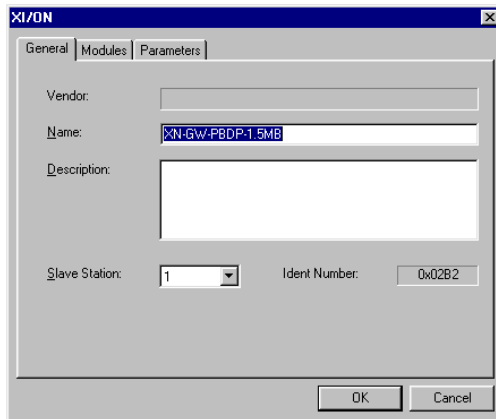 XI/ON
General Modules Parameters
Vendor:
Name: XN-GW-PBDP-1.5MB
Description:
Slave Station: 1 Ident Number: 0x02B2
OK Cancel